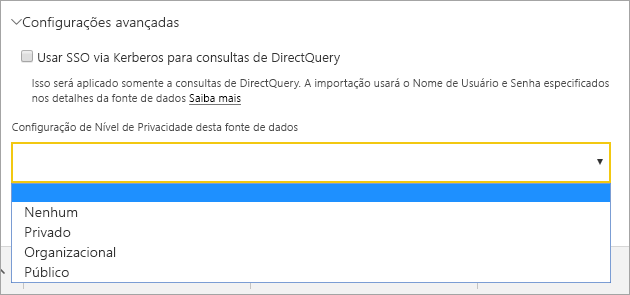 Configurações avançadas
Usar SSO via Kerberos para consultas de DirectQuery
Isso será aplicado somente a consultas de DirectQuery. A importação usará o Nome de Usuário e Senha especificados
nos detalhes da fonte de dados Saiba mais
Configuração de Nível de Privacidade desta fonte de dados
Nenhum
Privado
Organizacional
Público